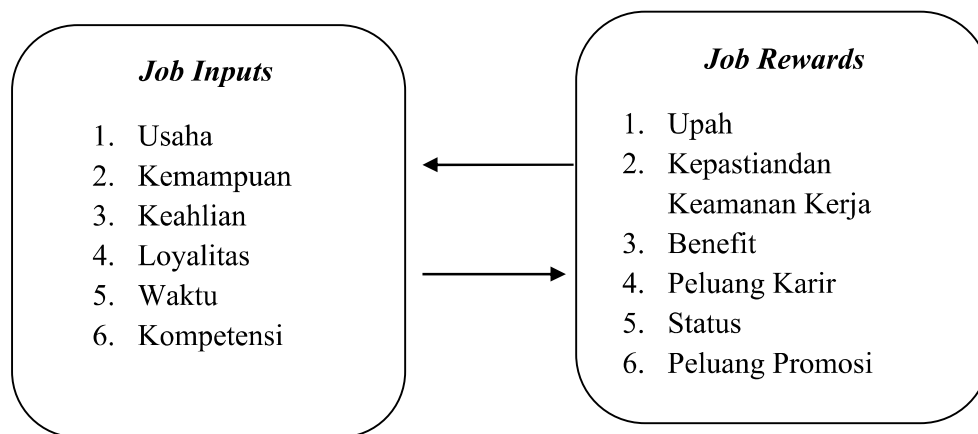 Job Inputs
1. Usaha
2. Kemampuan
3. Keahlian
4. Loyalitas
5. Waktu
6. Kompetensi
Job Rewards
1. Upah
2. Kepastiandan
Keamanan Kerja
3. Benefit
4. Peluang Karir
5. Status
6. Peluang Promosi